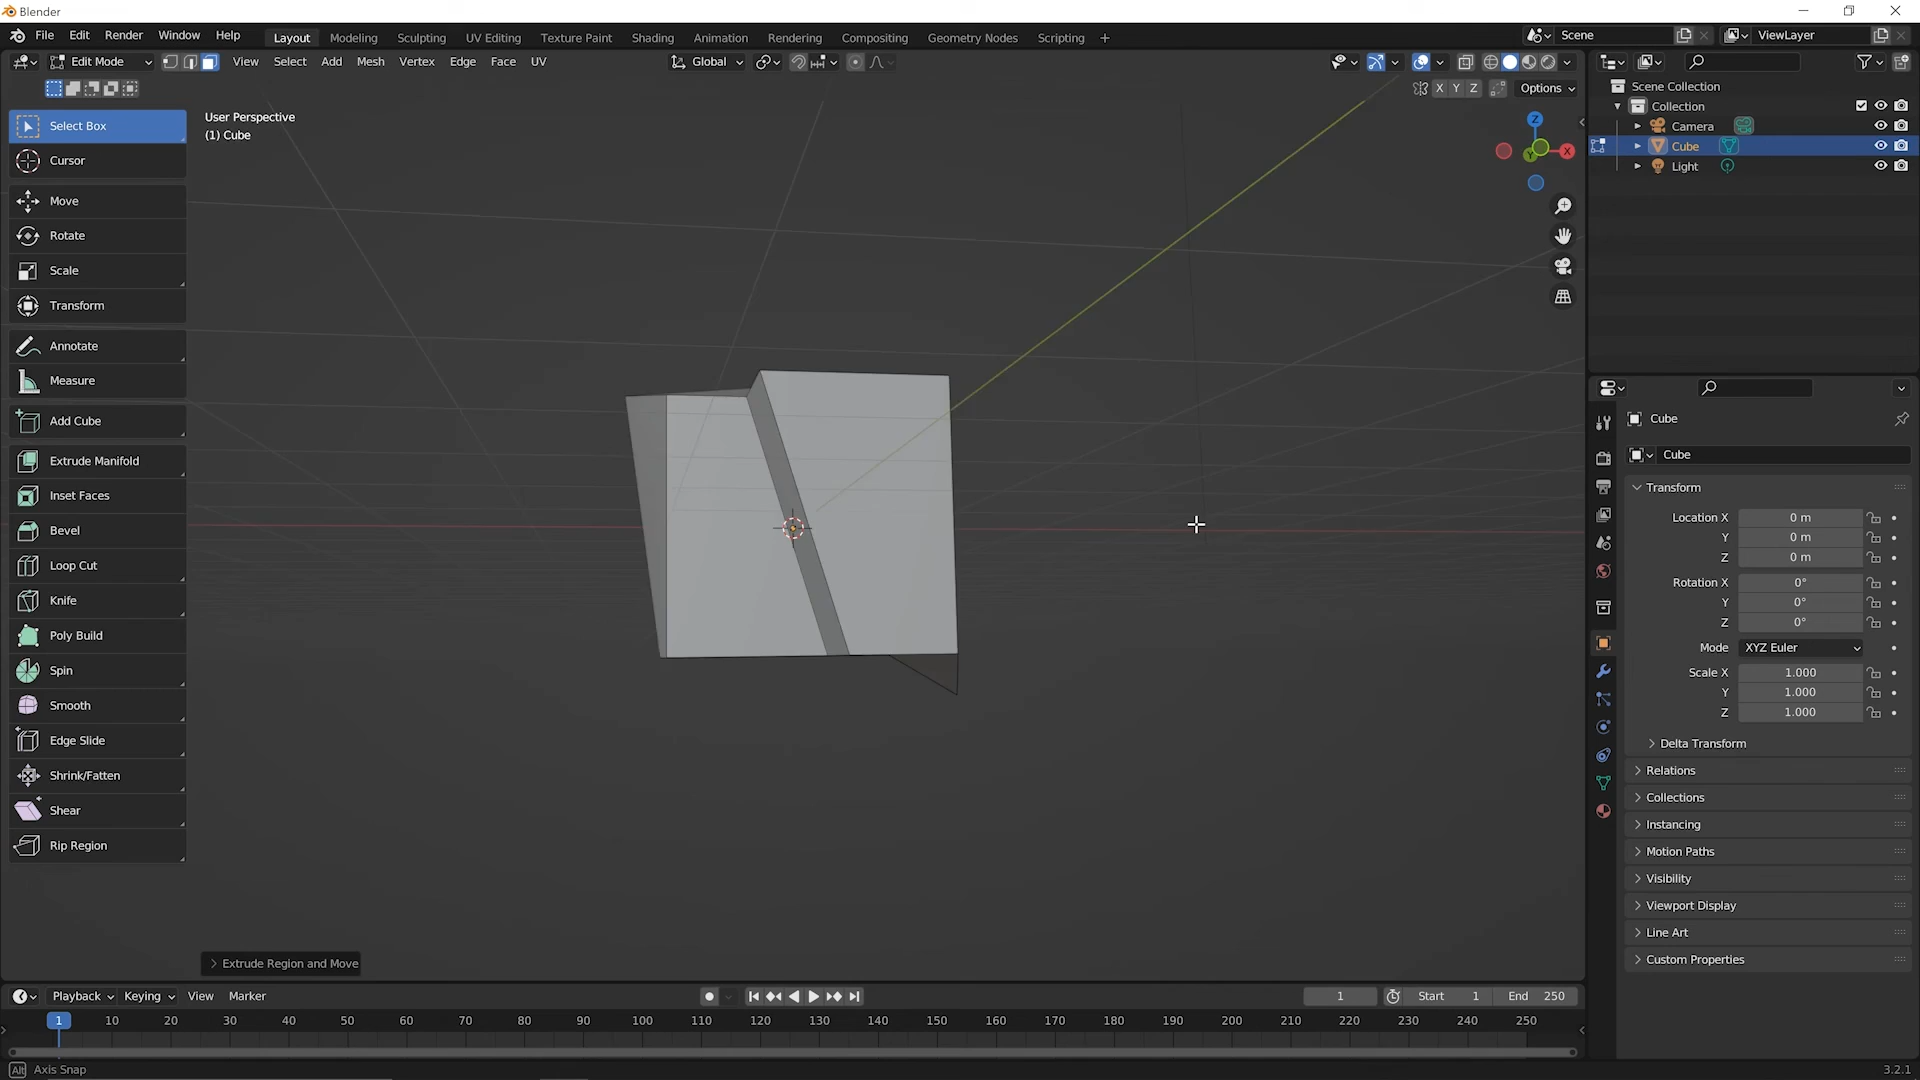 Blender
File Edit Render Window Help Layout Modeling Sculpting UV Editing Texture Paint Shading Animation Rendering Compositing Geometry Nodes Scripting + Scene ViewLayer
Edit Mode View Select Add Mesh Vertex Edge Face UV Global
X Y Z Options
User Perspective
(1) Cube
Select Box
Cursor
Move
Rotate
Scale
Transform
Annotate
Measure
Add Cube
Extrude Manifold
Inset Faces
Bevel
Loop Cut
Knife
Poly Build
Spin
Smooth
Edge Slide
Shrink/Fatten
Shear
Rip Region
Z
X
Y
Extrude Region and Move
Scene Collection
Collection
Camera
Cube
Light
Cube
Cube
Transform
Location X 0 m
Y 0 m
Z 0 m
Rotation X 0°
Y 0°
Z 0°
Mode XYZ Euler
Scale X 1.000
Y 1.000
Z 1.000
Delta Transform
Relations
Collections
Instancing
Motion Paths
Visibility
Viewport Display
Line Art
Custom Properties
Playback Keying View Marker 1 Start 1 End 250
1 10 20 30 40 50 60 70 80 90 100 110 120 130 140 150 160 170 180 190 200 210 220 230 240 250
Alt Axis Snap 3.2.1